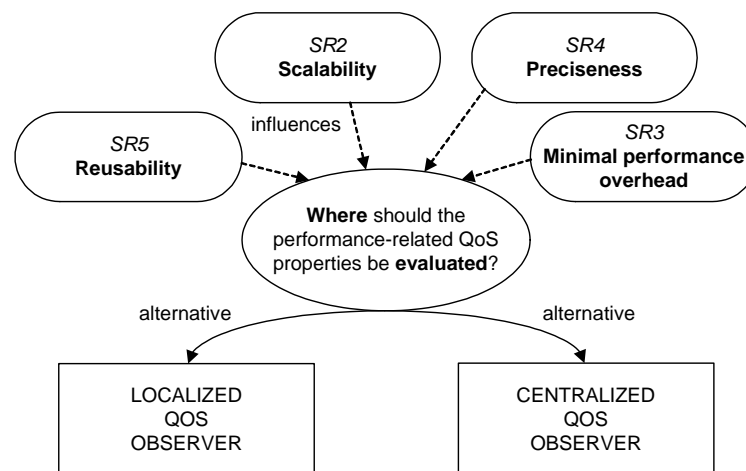 SR2
Scalability
SR4
Preciseness
influences
SR5
Reusability
SR3
Minimal performance
overhead
Where should the
performance-related QoS
properties be evaluated?
alternative
alternative
LOCALIZED
QOS
OBSERVER
CENTRALIZED
QOS
OBSERVER